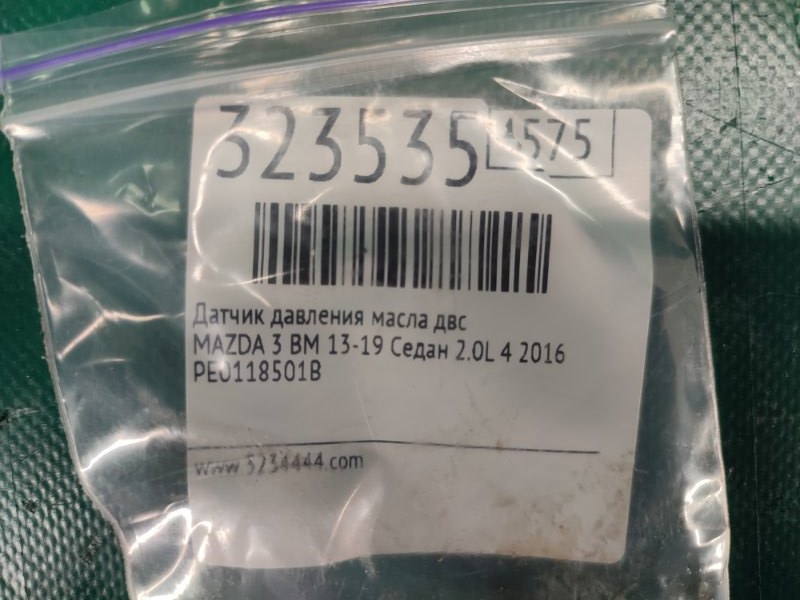 323535
4575
Датчик давления масла двс
MAZDA 3 BM 13-19 Седан 2.0L 4 2016
PE0118501B
www.3234444.com